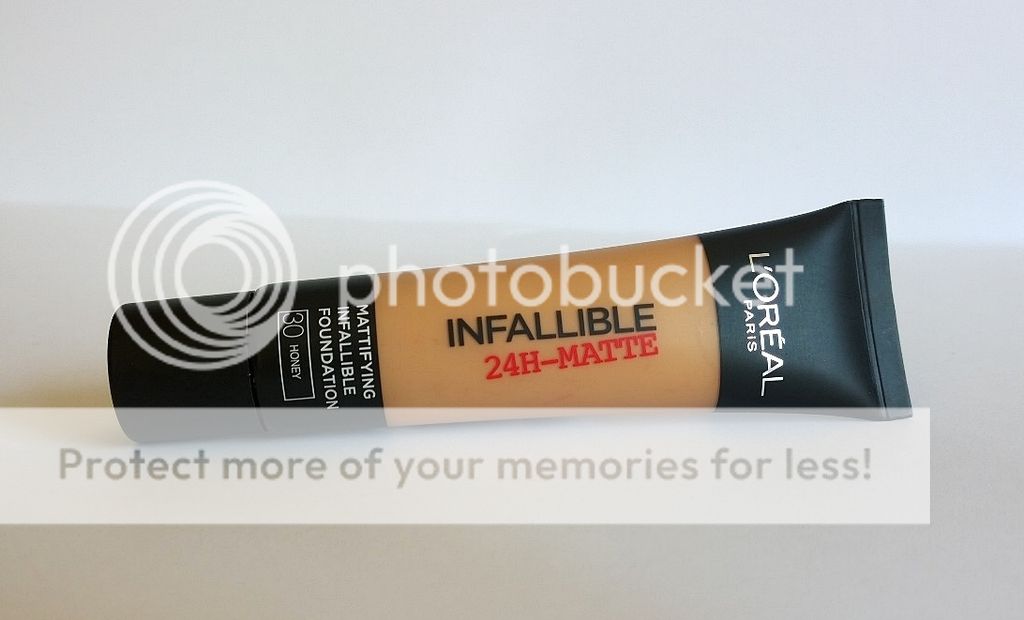 photobucket
L'ORÉAL
PARIS
INFALLIBLE
24H-MATTE
MATTIFYING
INFALLIBLE
FOUNDATION
30 HONEY
Protect more of your memories for less!